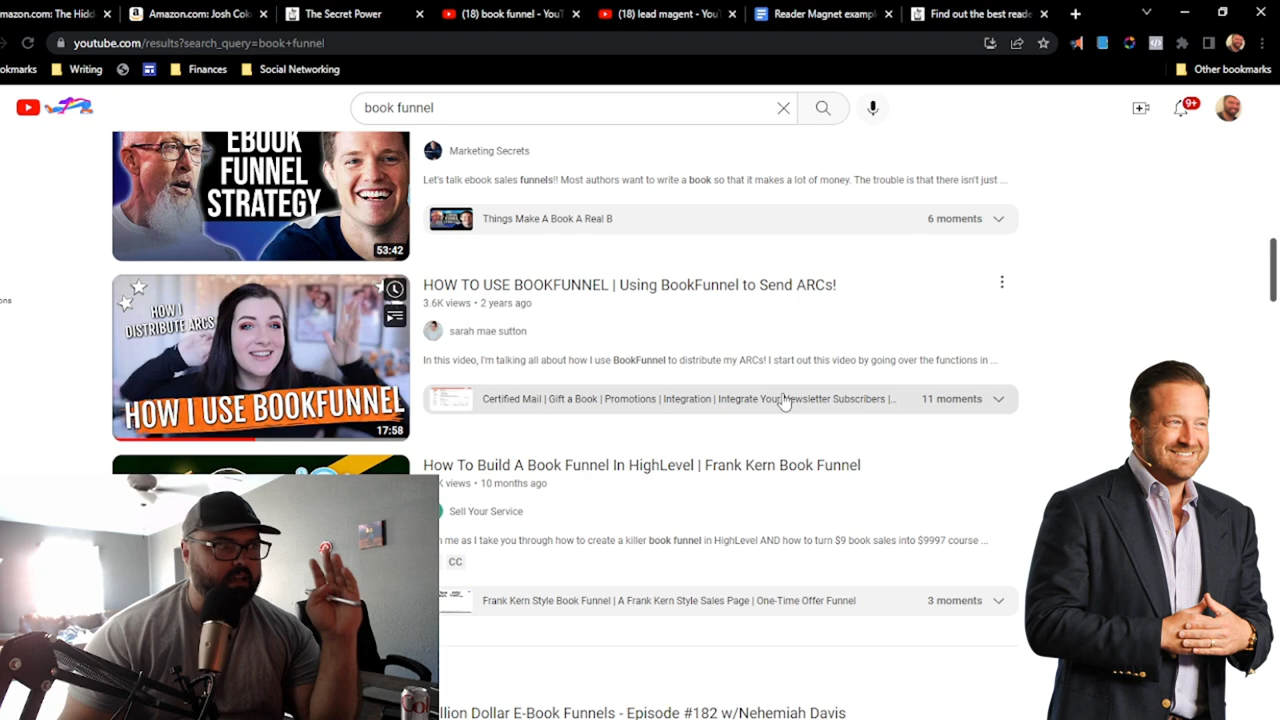 Amazon.com: The Hidd
Amazon.com: Josh Cok
The Secret Power
(18) book funnel - YouT
(18) lead magent - YouT
Reader Magnet exampl
Find out the best reade
youtube.com/results?search_query=book+funnel
okmarks
Writing
Finances
Social Networking
Other bookmarks
book funnel
9+
EBOOK
FUNNEL
STRATEGY
53:42
Marketing Secrets
Let's talk ebook sales funnels!! Most authors want to write a book so that it makes a lot of money. The trouble is that there isn't just ...
Things Make A Book A Real B
6 moments
ons
HOW I
DISTRIBUTE ARCS
HOW I USE BOOKFUNNEL
17:58
HOW TO USE BOOKFUNNEL | Using BookFunnel to Send ARCs!
3.6K views • 2 years ago
sarah mae sutton
In this video, I'm talking all about how I use BookFunnel to distribute my ARCs! I start out this video by going over the functions in ...
Certified Mail | Gift a Book | Promotions | Integration | Integrate Your Newsletter Subscribers |...
11 moments
How To Build A Book Funnel In HighLevel | Frank Kern Book Funnel
K views • 10 months ago
Sell Your Service
me as I take you through how to create a killer book funnel in HighLevel AND how to turn $9 book sales into $9997 course ...
CC
Frank Kern Style Book Funnel | A Frank Kern Style Sales Page | One-Time Offer Funnel
3 moments
llion Dollar E-Book Funnels - Episode #182 w/Nehemiah Davis